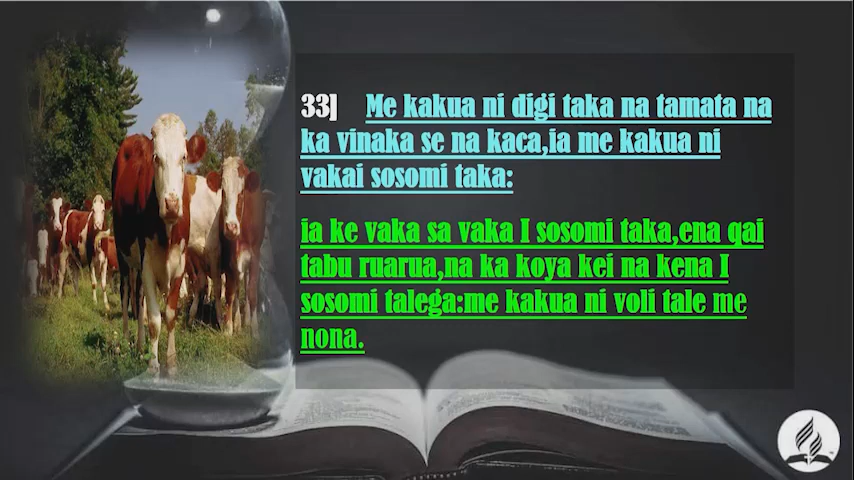 33] Me kakua ni digi taka na tamata na
ka vinaka se na kaca,ia me kakua ni
vakai sosomi taka:
ia ke vaka sa vaka I sosomi taka,ena qai
tabu ruarua,na ka koya kei na kena I
sosomi talega:me kakua ni voli tale me
nona.